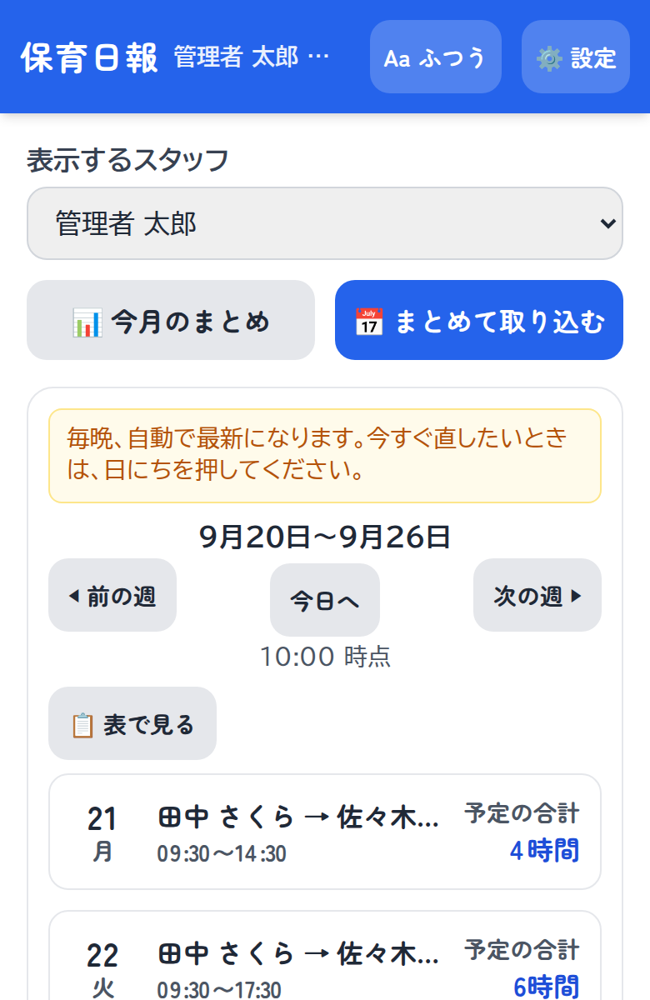 保育日報 管理者 太郎 … Aa ふつう ⚙️ 設定
表示するスタッフ
管理者 太郎
📊 今月のまとめ 📅 まとめて取り込む
毎晩、自動で最新になります。今すぐ直したいとき
は、日にちを押してください。
9月20日〜9月26日
◀ 前の週 今日へ 次の週 ▶
10:00 時点
📋 表で見る
21 田中 さくら → 佐々木… 予定の合計
月 09:30〜14:30 4時間
22 田中 さくら → 佐々木… 予定の合計
火 09:30〜17:30 6時間